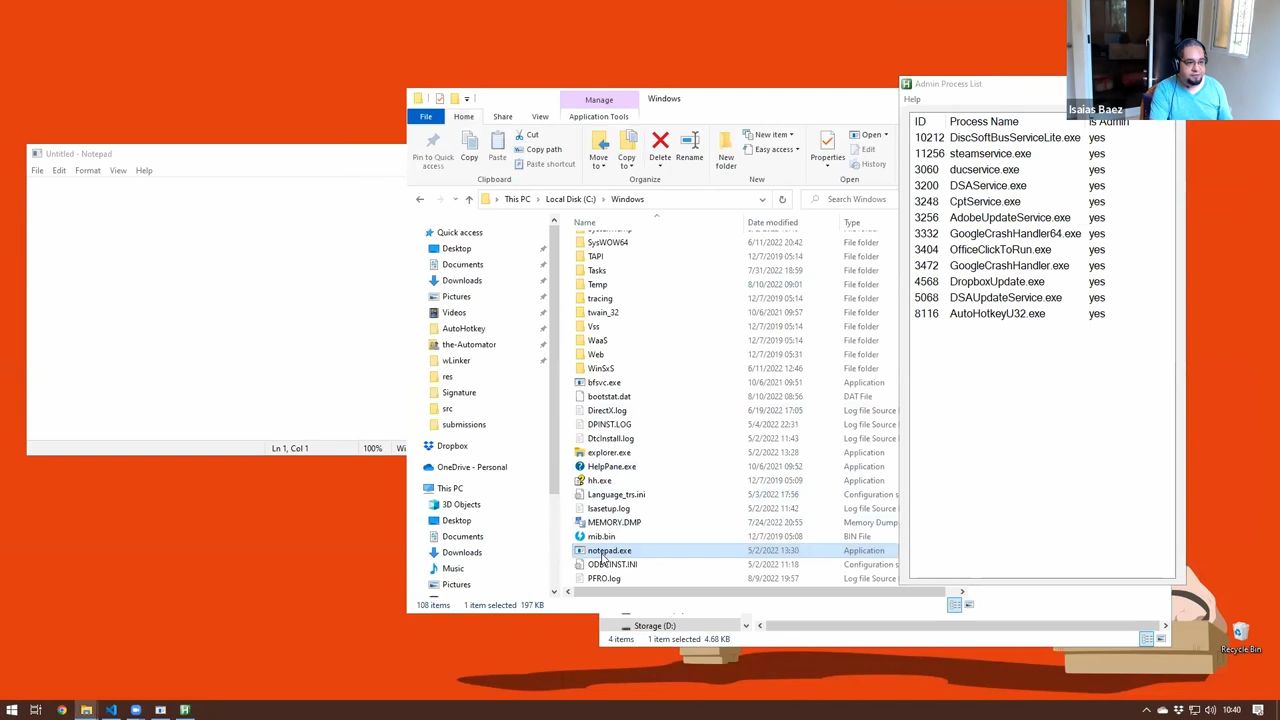 Untitled - Notepad
File Edit Format View Help
Ln 1, Col 1 100%
Manage Windows
File Home Share View Application Tools
Pin to Quick access
Copy
Paste
Cut
Copy path
Paste shortcut
Clipboard
Move to
Copy to
Delete
Rename
Organize
New folder
New item
Easy access
New
Properties
Open
Edit
History
Open
This PC Local Disk (C:) Windows
Search Windows
Quick access
Desktop
Documents
Downloads
Pictures
Videos
AutoHotkey
the-Automator
wLinker
res
Signature
src
submissions
Dropbox
OneDrive - Personal
This PC
3D Objects
Desktop
Documents
Downloads
Music
Pictures
Name Date modified Type
SysWOW64 6/11/2022 20:42 File folder
TAPI 12/7/2019 05:14 File folder
Tasks 7/31/2022 18:59 File folder
Temp 8/10/2022 09:01 File folder
tracing 12/7/2019 05:14 File folder
twain_32 10/6/2021 09:57 File folder
Vss 12/7/2019 05:14 File folder
WaaS 12/7/2019 05:14 File folder
Web 12/7/2019 05:31 File folder
WinSxS 6/11/2022 12:46 File folder
bfsvc.exe 10/6/2021 09:51 Application
bootstat.dat 8/10/2022 08:56 DAT File
DirectX.log 6/19/2022 17:05 Log file Source
DPINST.LOG 5/4/2022 22:31 Log file Source
DtcInstall.log 5/2/2022 11:43 Log file Source
explorer.exe 5/2/2022 13:28 Application
HelpPane.exe 10/6/2021 09:52 Application
hh.exe 12/7/2019 05:09 Application
Language_trs.ini 5/3/2022 17:56 Configuration s
lsasetup.log 5/2/2022 11:42 Log file Source
MEMORY.DMP 7/24/2022 20:55 Memory Dump
mib.bin 12/7/2019 05:08 BIN File
notepad.exe 5/2/2022 13:30 Application
5/2/2022 11:18 Configuration s
PFRO.log 8/9/2022 19:57 Log file Source
108 items 1 item selected 197 KB
Storage (D:)
4 items 1 item selected 4.68 KB
Admin Process List
Help
ID Process Name Is Admin
10212 DiscSoftBusServiceLite.exe yes
11256 steamservice.exe yes
3060 ducservice.exe yes
3200 DSAService.exe yes
3248 CptService.exe yes
3256 AdobeUpdateService.exe yes
3332 GoogleCrashHandler64.exe yes
3404 OfficeClickToRun.exe yes
3472 GoogleCrashHandler.exe yes
4568 DropboxUpdate.exe yes
5068 DSAUpdateService.exe yes
8116 AutoHotkeyU32.exe yes
Isaias Baez
Recycle Bin
10:40